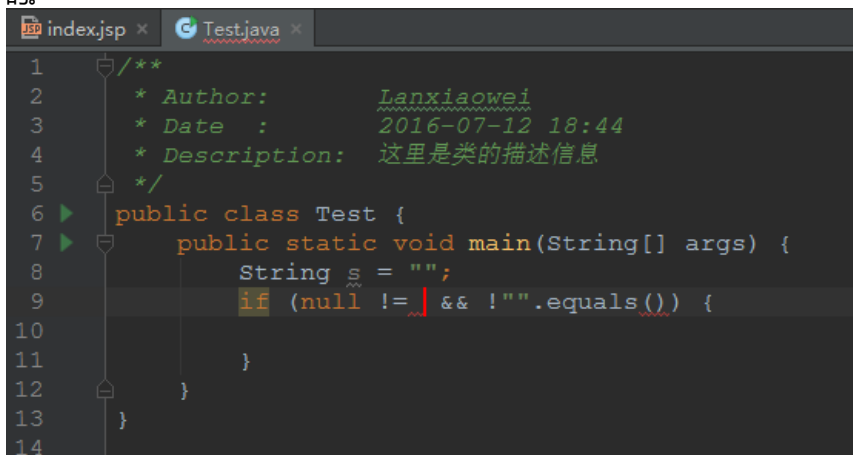 index.jsp × Test.java ×
1 /**
2 * Author: Lanxiaowei
3 * Date : 2016-07-12 18:44
4 * Description: 这里是类的描述信息
5 */
6 public class Test {
7 public static void main(String[] args) {
8 String s = "";
9 if (null != && !"".equals()) {
10
11 }
12 }
13 }
14